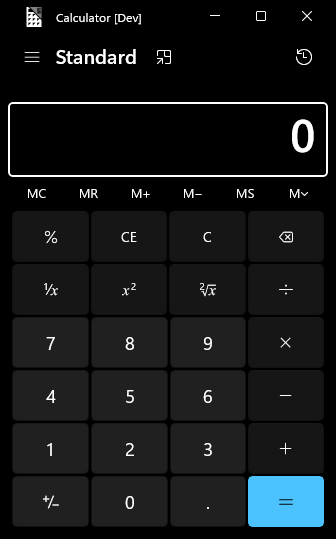 Calculator [Dev]
Standard
0
MC MR M+ M− MS M
% CE C
1/x x² ²√x ÷
7 8 9 ×
4 5 6 −
1 2 3 +
+/− 0 . =